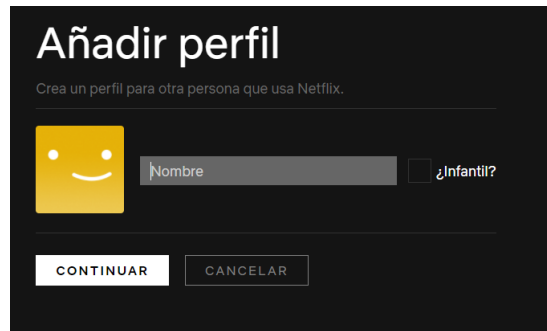 Añadir perfil
Crea un perfil para otra persona que usa Netflix.
Nombre
¿Infantil?
CONTINUAR
CANCELAR